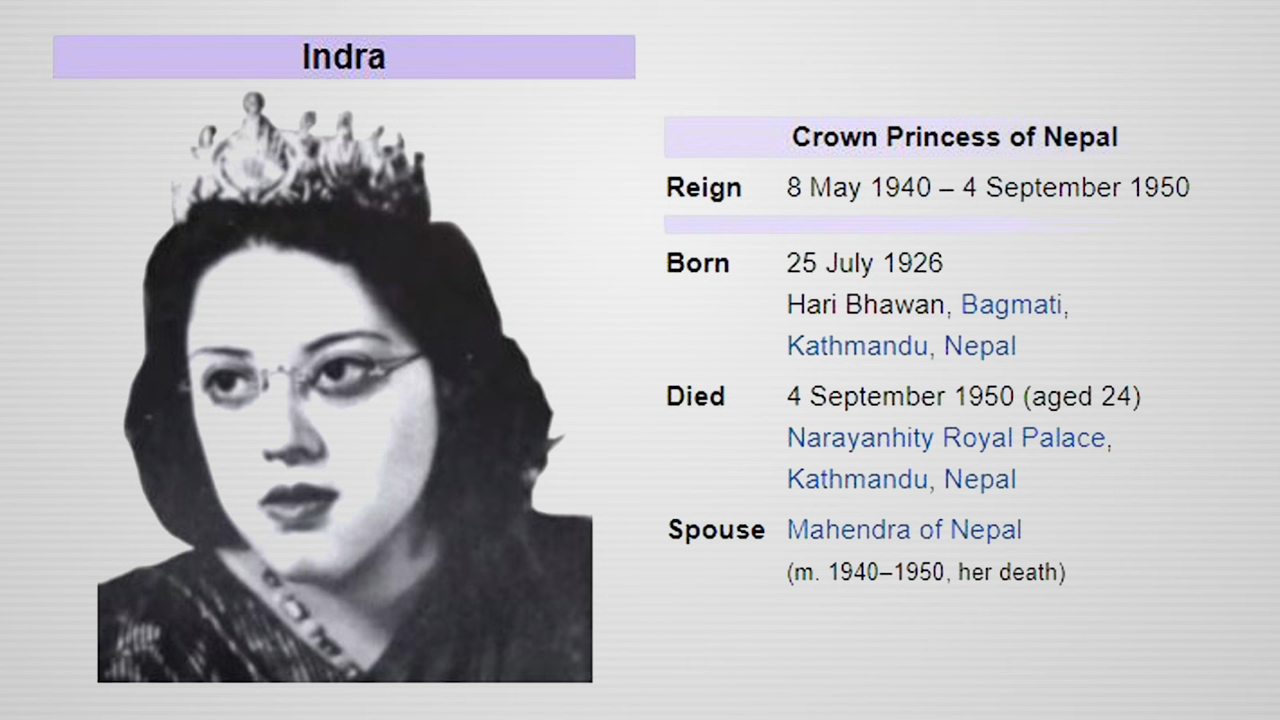 Indra
Crown Princess of Nepal
Reign 8 May 1940 – 4 September 1950
Born 25 July 1926
Hari Bhawan, Bagmati,
Kathmandu, Nepal
Died 4 September 1950 (aged 24)
Narayanhity Royal Palace,
Kathmandu, Nepal
Spouse Mahendra of Nepal
(m. 1940–1950, her death)